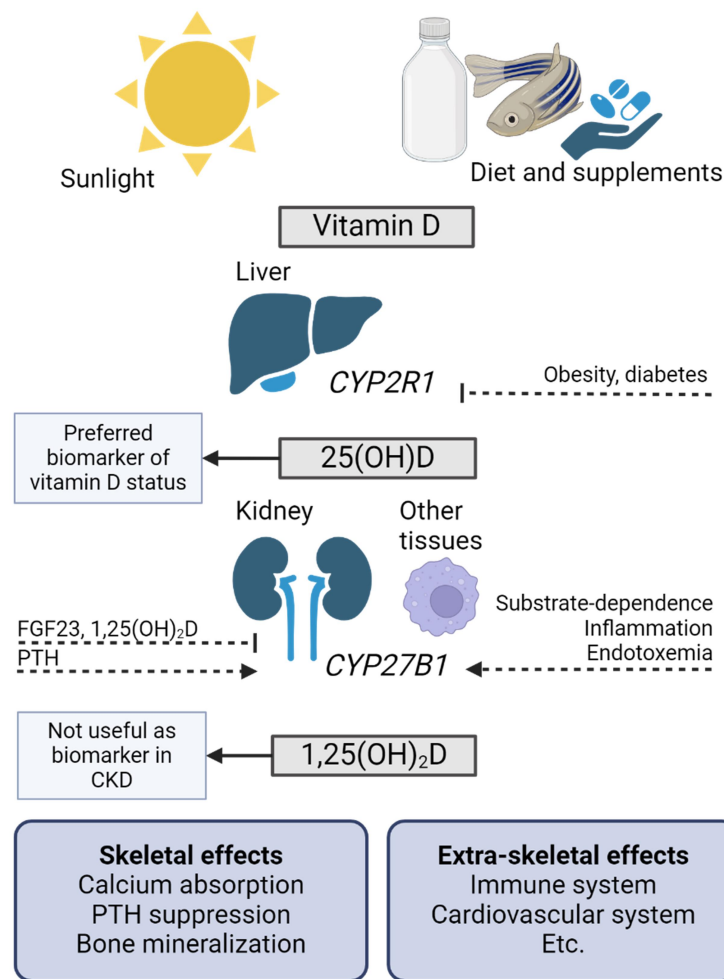 Sunlight
Diet and supplements
Vitamin D
Liver
CYP2R1
Obesity, diabetes
Preferred
biomarker of
vitamin D status
25(OH)D
Kidney
Other
tissues
FGF23, 1,25(OH)₂D
PTH
CYP27B1
Substrate-dependence
Inflammation
Endotoxemia
Not useful as
biomarker in
CKD
1,25(OH)₂D
Skeletal effects
Calcium absorption
PTH suppression
Bone mineralization
Extra-skeletal effects
Immune system
Cardiovascular system
Etc.